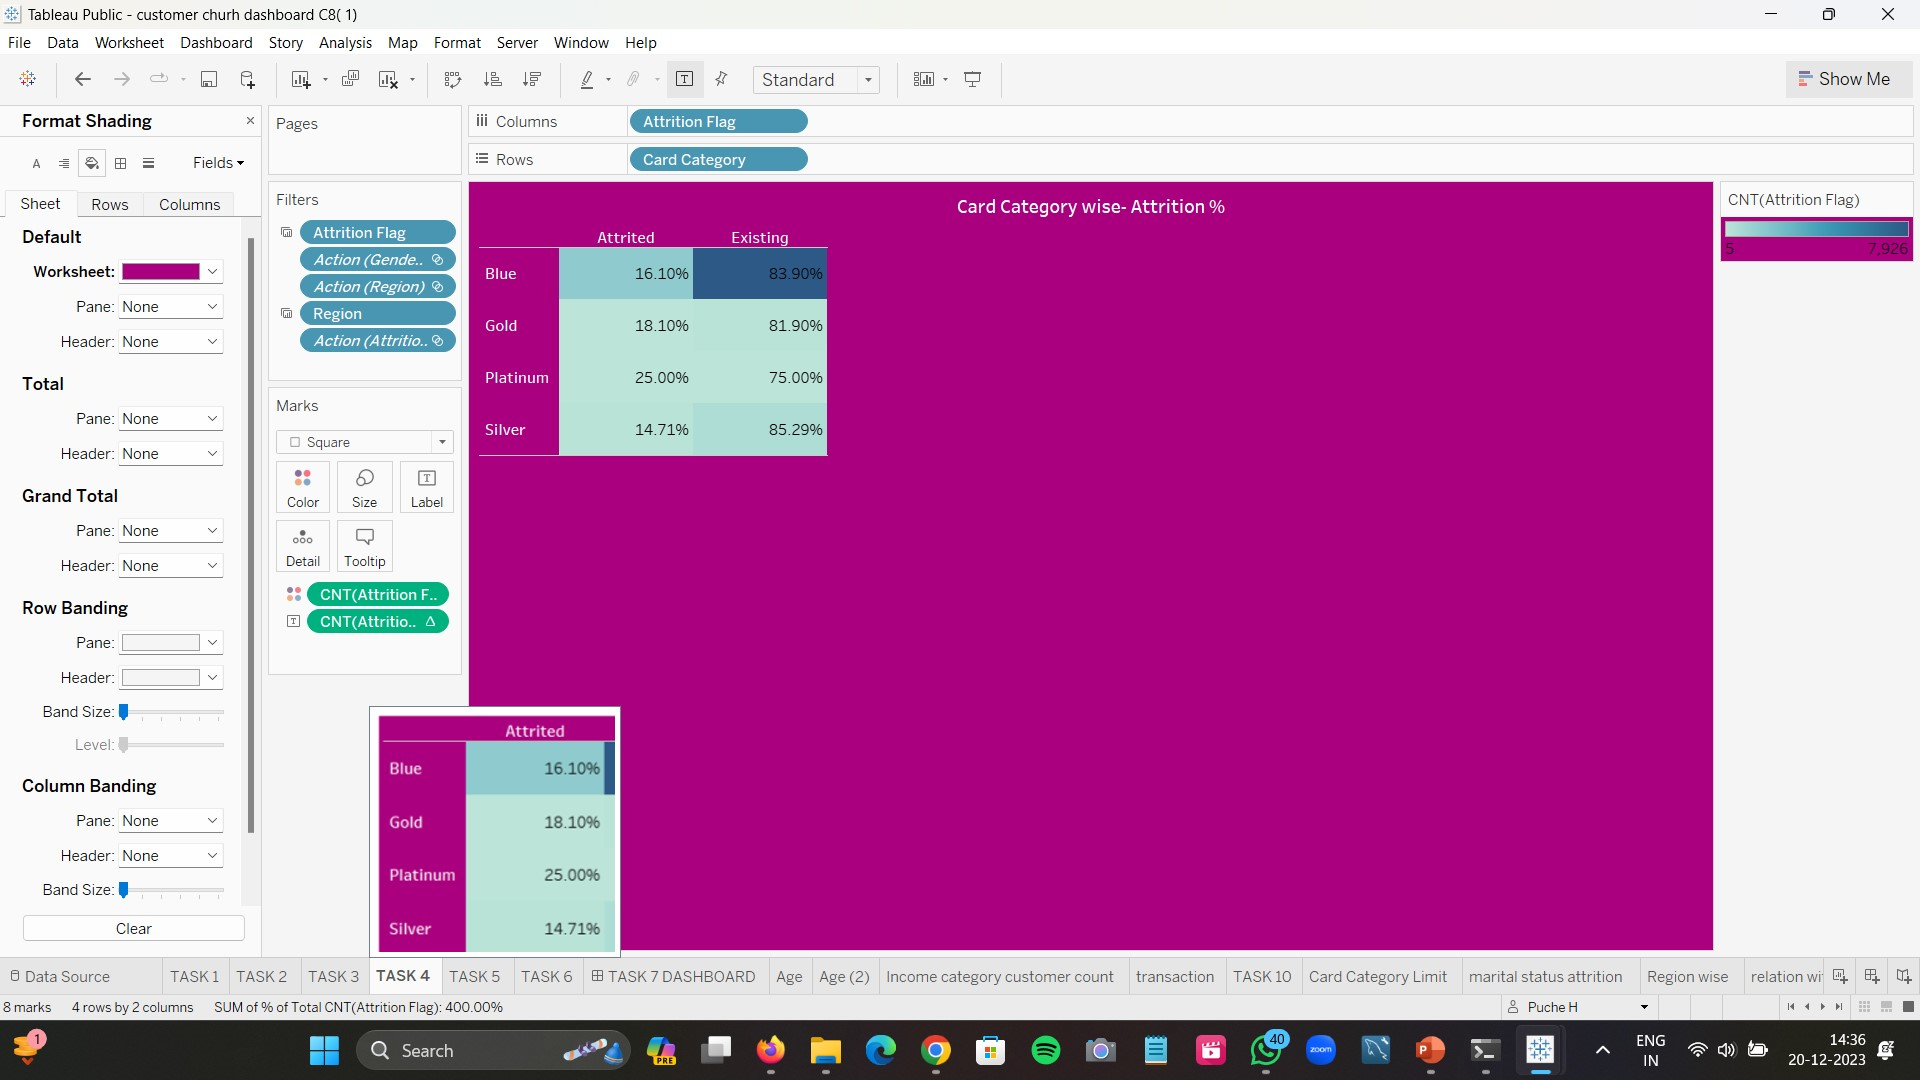 Tableau Public - customer churh dashboard C8( 1)
File Data Worksheet Dashboard Story Analysis Map Format Server Window Help
Standard
Show Me
Format Shading
Fields
Sheet Rows Columns
Default
Worksheet:
Pane: None
Header: None
Total
Pane: None
Header: None
Grand Total
Pane: None
Header: None
Row Banding
Pane:
Header:
Band Size:
Level:
Column Banding
Pane: None
Header: None
Band Size:
Clear
Pages
Filters
Attrition Flag
Action (Gende..
Action (Region)
Region
Action (Attritio..
Marks
Square
Color Size Label
Detail Tooltip
CNT(Attrition F..
CNT(Attritio.. Δ
Columns Attrition Flag
Rows Card Category
Card Category wise- Attrition %
Attrited Existing
Blue 16.10% 83.90%
Gold 18.10% 81.90%
Platinum 25.00% 75.00%
Silver 14.71% 85.29%
CNT(Attrition Flag)
5 7,926
Attrited
Blue 16.10%
Gold 18.10%
Platinum 25.00%
Silver 14.71%
Data Source TASK 1 TASK 2 TASK 3 TASK 4 TASK 5 TASK 6 TASK 7 DASHBOARD Age Age (2) Income category customer count transaction TASK 10 Card Category Limit marital status attrition Region wise relation wi
8 marks 4 rows by 2 columns SUM of % of Total CNT(Attrition Flag): 400.00%
Puche H
1
Search
PRE
40
zoom
ENG
IN
14:36
20-12-2023